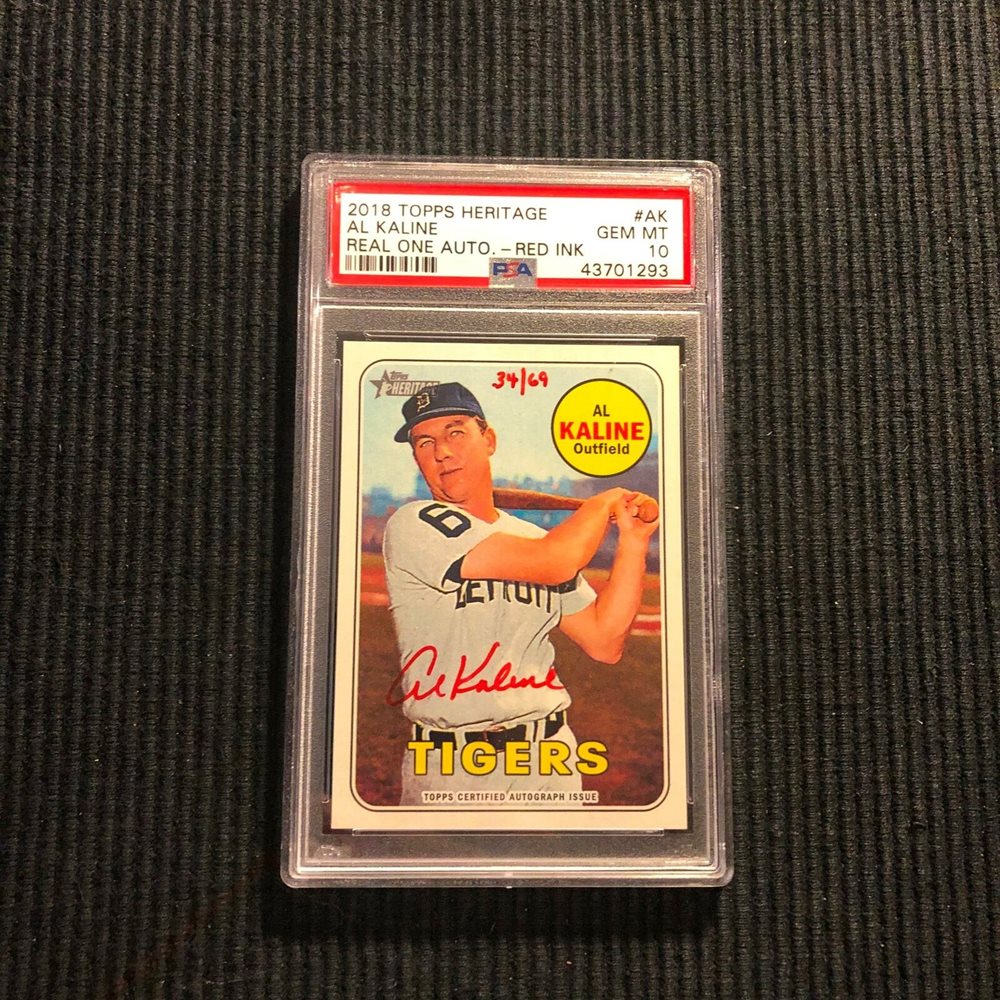 2018 TOPPS HERITAGE #AK
AL KALINE GEM MT
REAL ONE AUTO. – RED INK 10
PSA 43701293
Topps
HERITAGE
34/69
AL
KALINE
Outfield
6
DETROIT
Al Kaline
TIGERS
TOPPS CERTIFIED AUTOGRAPH ISSUE